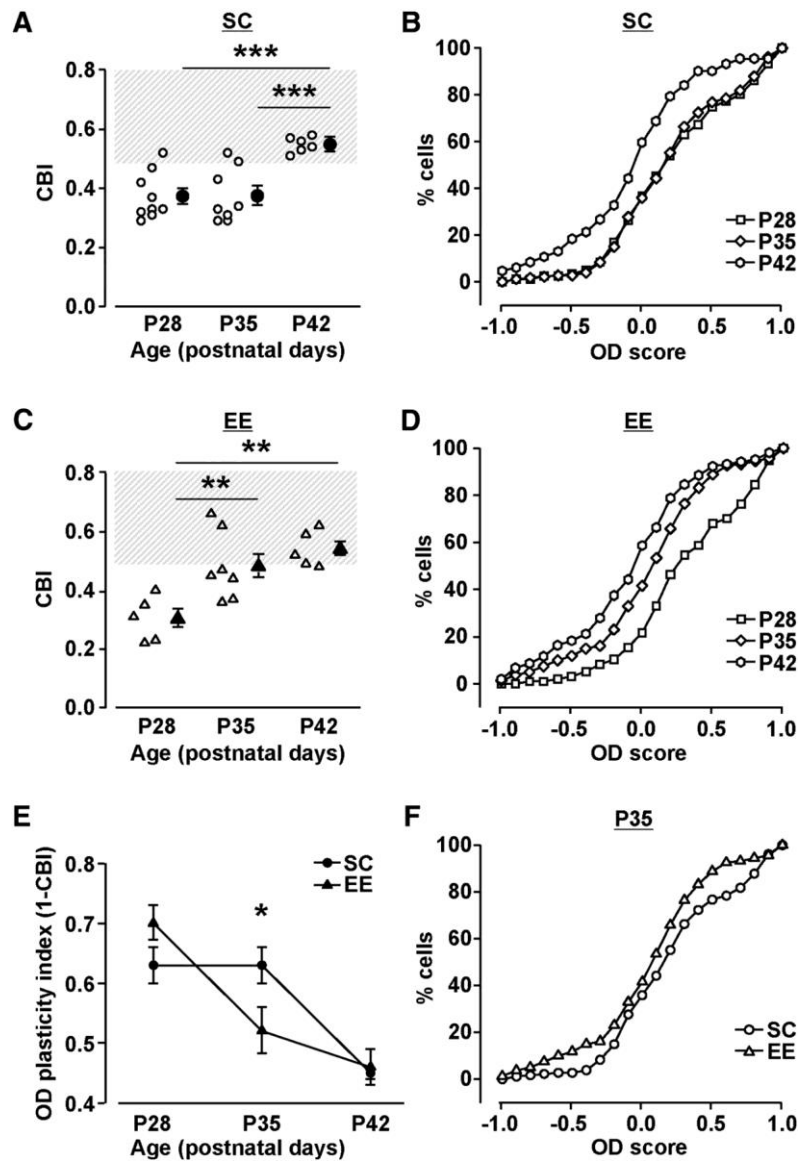 A
SC
***
***
0.8
0.6
0.4
0.2
0.0
CBI
P28 P35 P42
Age (postnatal days)
B
SC
100
80
60
40
20
0
% cells
P28
P35
P42
-1.0 -0.5 0.0 0.5 1.0
OD score
C
EE
**
**
0.8
0.6
0.4
0.2
0.0
CBI
P28 P35 P42
Age (postnatal days)
D
EE
100
80
60
40
20
0
% cells
P28
P35
P42
-1.0 -0.5 0.0 0.5 1.0
OD score
E
SC
EE
*
0.8
0.7
0.6
0.5
0.4
OD plasticity index (1-CBI)
P28 P35 P42
Age (postnatal days)
F
P35
100
80
60
40
20
0
% cells
SC
EE
-1.0 -0.5 0.0 0.5 1.0
OD score